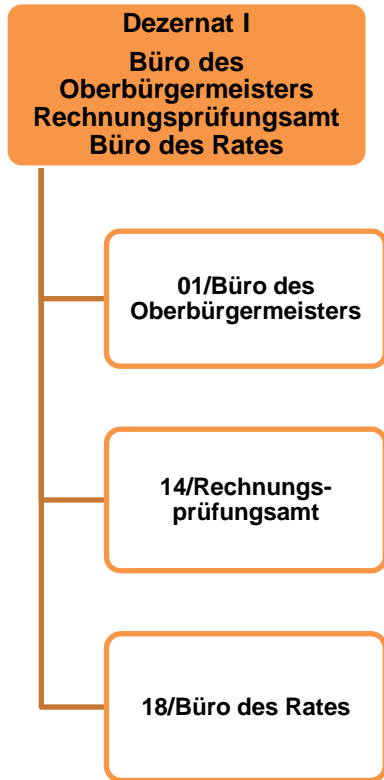 Dezernat I
Büro des
Oberbürgermeisters
Rechnungsprüfungsamt
Büro des Rates
01/Büro des
Oberbürgermeisters
14/Rechnungs-
prüfungsamt
18/Büro des Rates